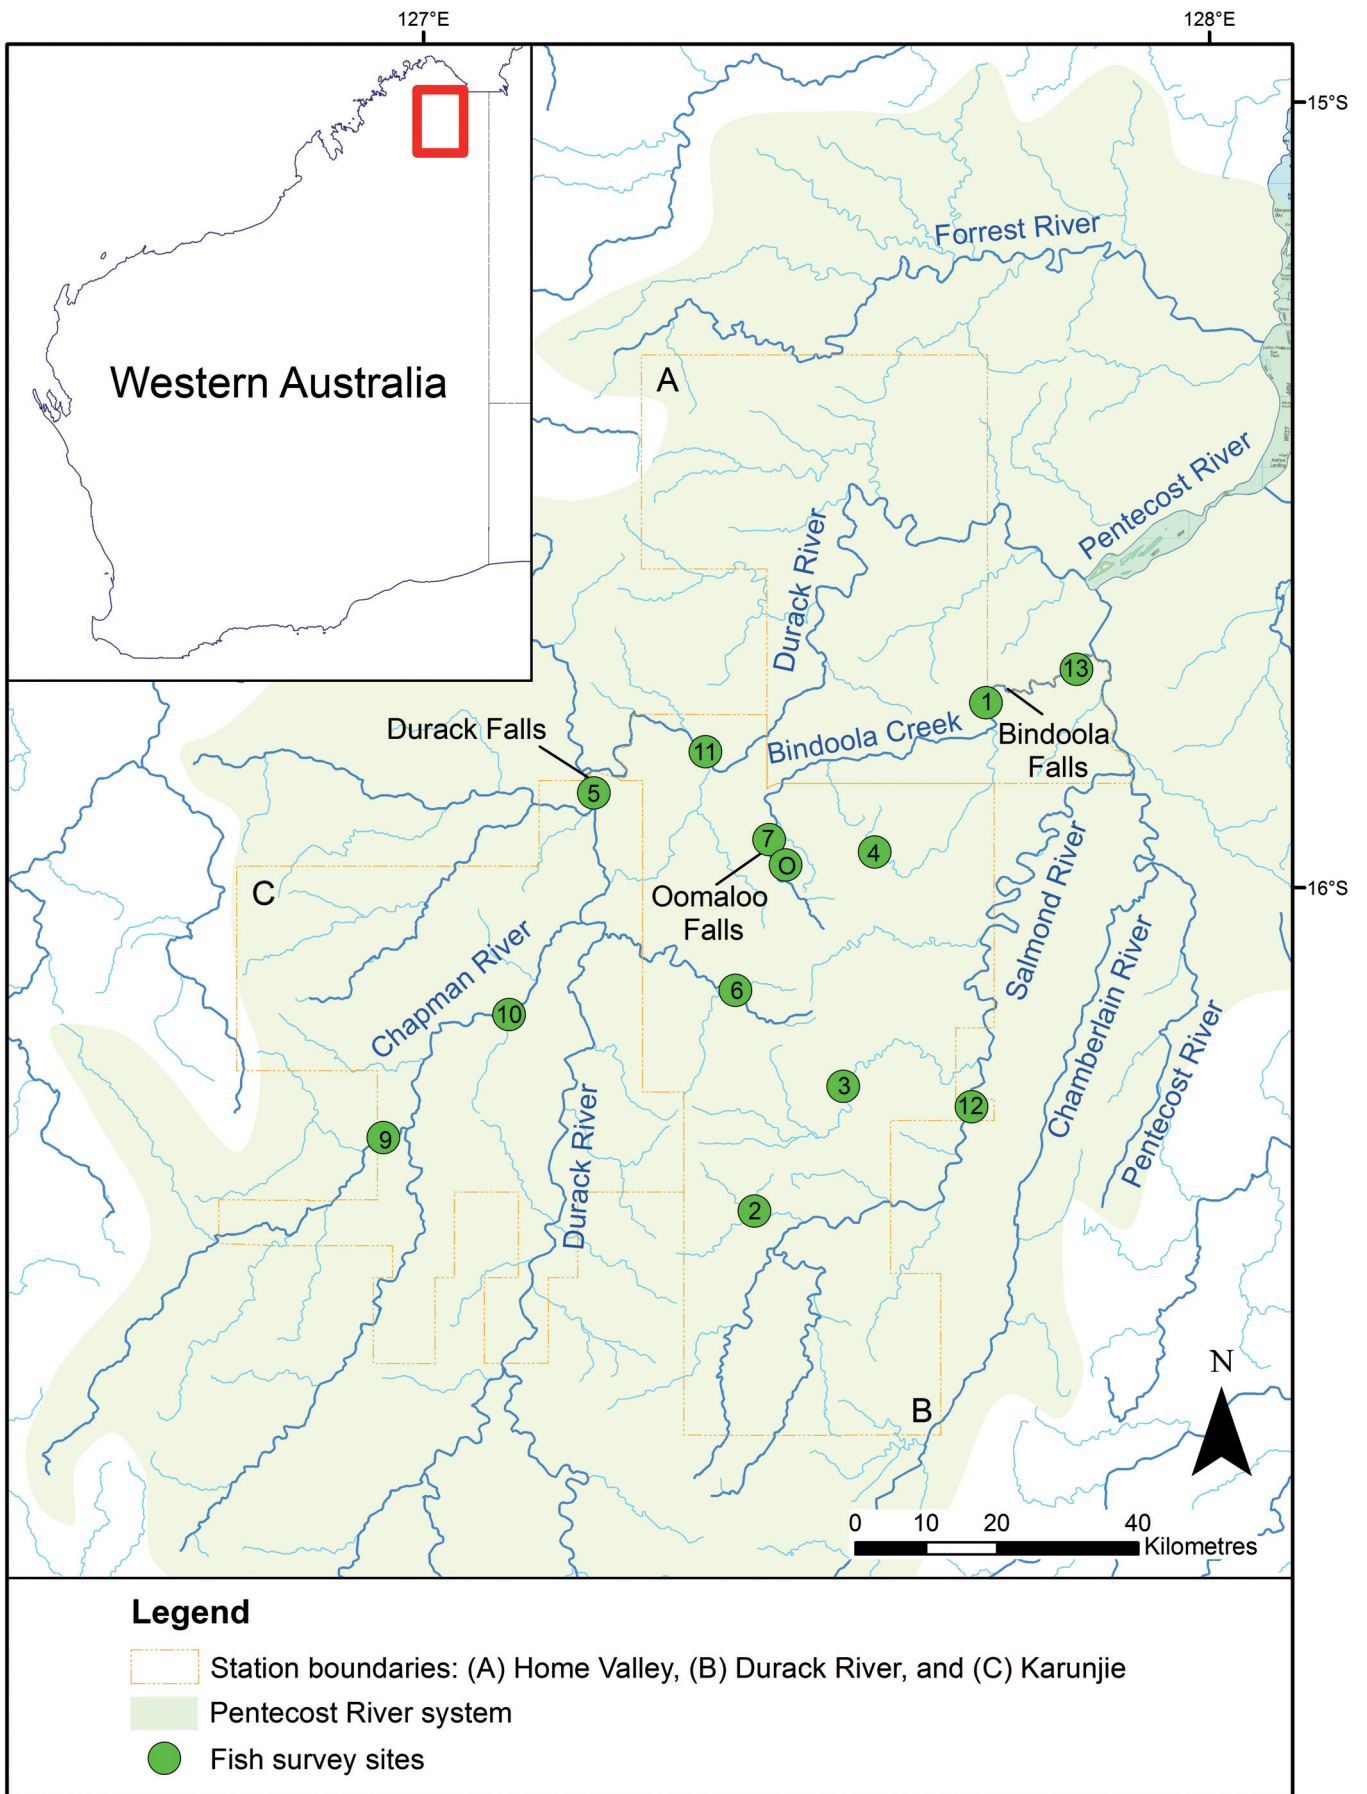 127°E
128°E
15°S
16°S
Western Australia
Forrest River
A
Pentecost River
Durack River
13
1
Bindoola Creek
Bindoola
Falls
Durack Falls
11
5
7
O
4
Oomaloo
Falls
C
Salmond River
Chapman River
6
10
Chamberlain River
Pentecost River
3
12
Durack River
9
2
B
N
0 10 20 40
Kilometres
Legend
Station boundaries: (A) Home Valley, (B) Durack River, and (C) Karunjie
Pentecost River system
Fish survey sites